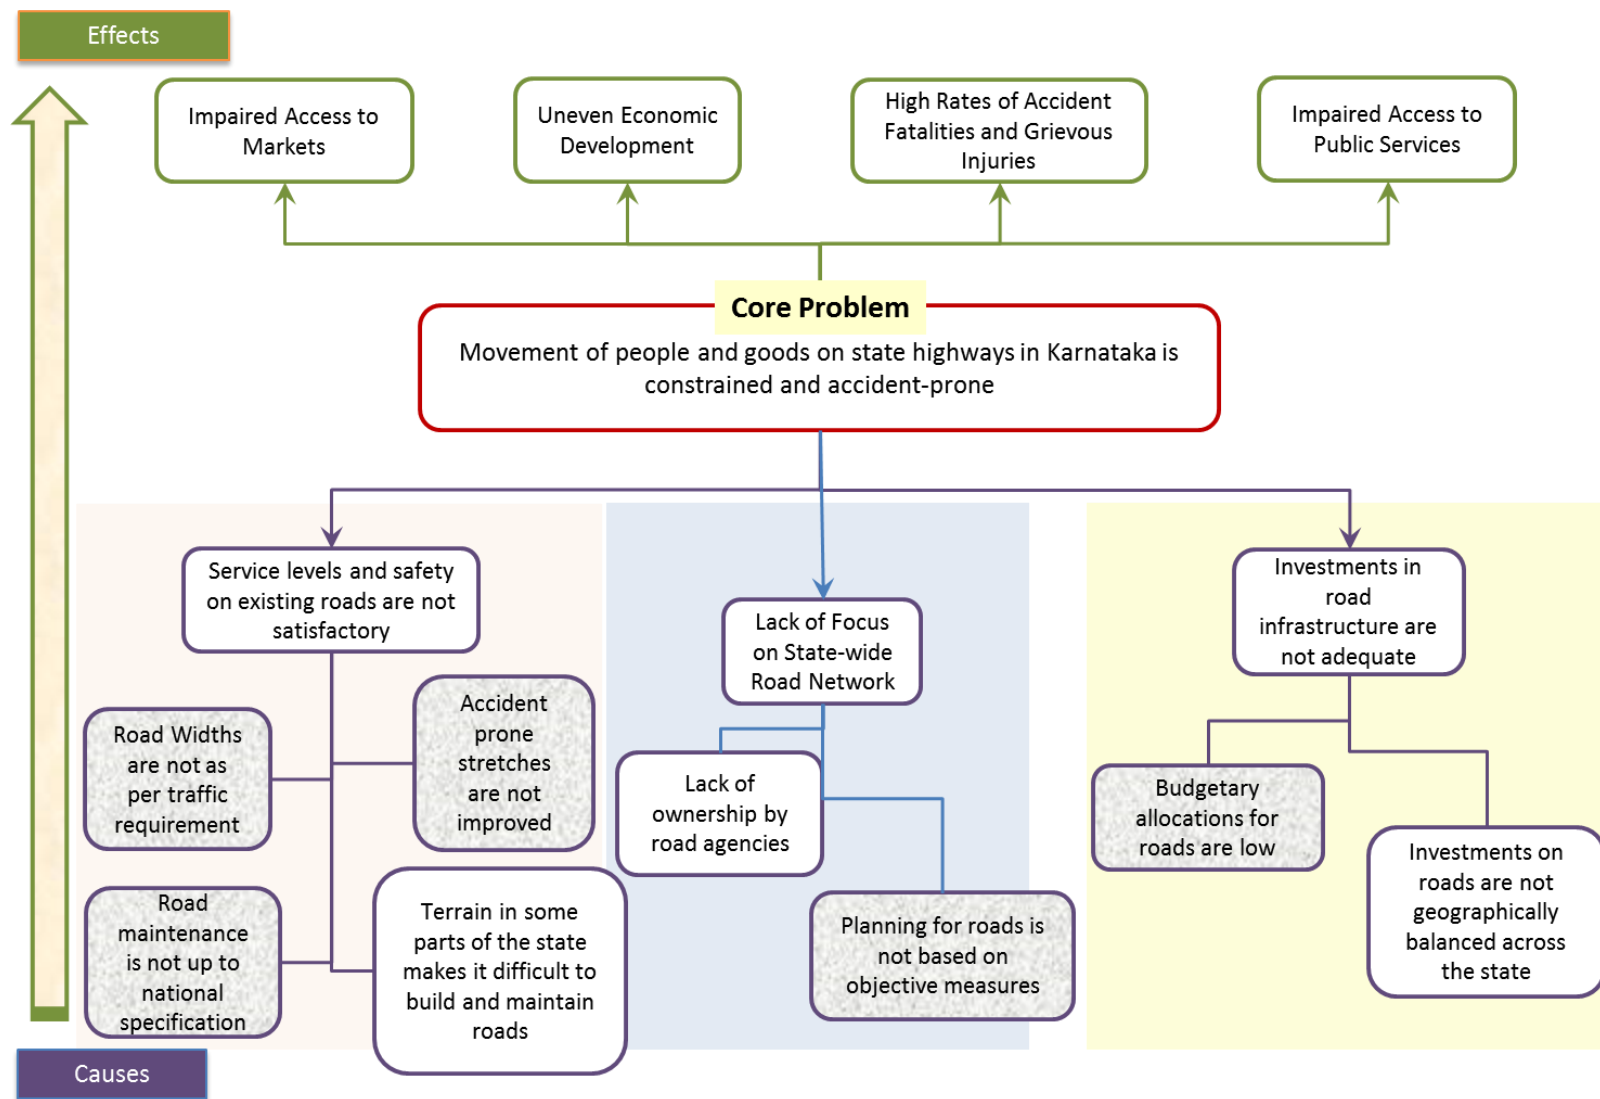 Effects
Impaired Access to
Markets
Uneven Economic
Development
High Rates of Accident
Fatalities and Grievous
Injuries
Impaired Access to
Public Services
Core Problem
Movement of people and goods on state highways in Karnataka is
constrained and accident-prone
Service levels and safety
on existing roads are not
satisfactory
Lack of Focus
on State-wide
Road Network
Investments in
road
infrastructure are
not adequate
Road Widths
are not as
per traffic
requirement
Accident
prone
stretches
are not
improved
Lack of
ownership by
road agencies
Budgetary
allocations for
roads are low
Road
maintenance
is not up to
national
specification
Terrain in some
parts of the state
makes it difficult to
build and maintain
roads
Planning for roads is
not based on
objective measures
Investments on
roads are not
geographically
balanced across
the state
Causes